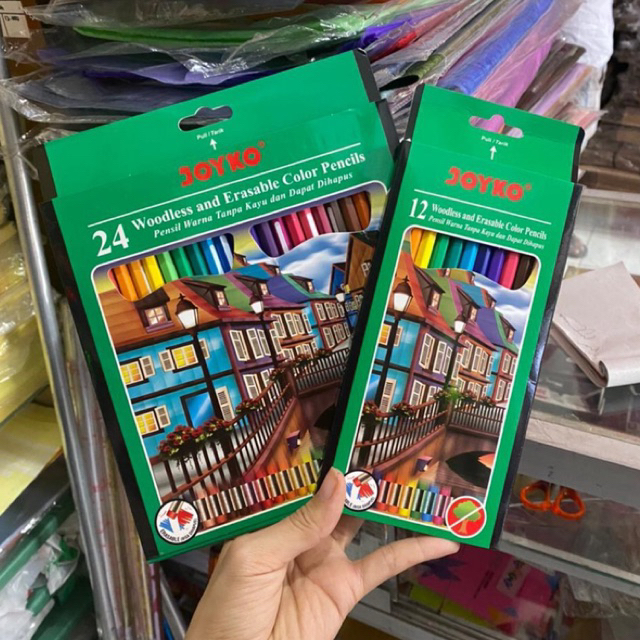 Pull / Tarik
JOYKO®
24 Woodless and Erasable Color Pencils
Pensil Warna Tanpa Kayu dan Dapat Dihapus
Pull / Tarik
JOYKO®
12 Woodless and Erasable Color Pencils
Pensil Warna Tanpa Kayu dan Dapat Dihapus